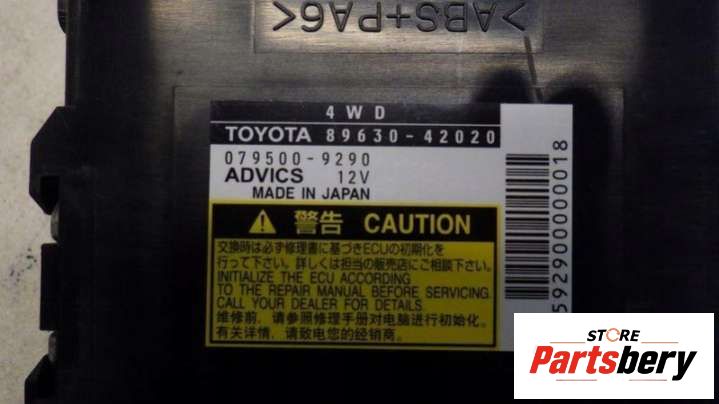 >ABS+PA6<
4WD
TOYOTA 89630-42020
079500-9290
ADVICS 12V
MADE IN JAPAN
警告 CAUTION
交換時は必ず修理書に基づきECUの初期化を
行って下さい。詳しくは担当の販売店にご相談下さい。
INITIALIZE THE ECU ACCORDING
TO THE REPAIR MANUAL BEFORE SERVICING.
CALL YOUR DEALER FOR DETAILS.
维修前，请参照修理手册对电脑进行初始化。
有关详情，请致电您的经销商。
5929000000018
STORE
Partsbery